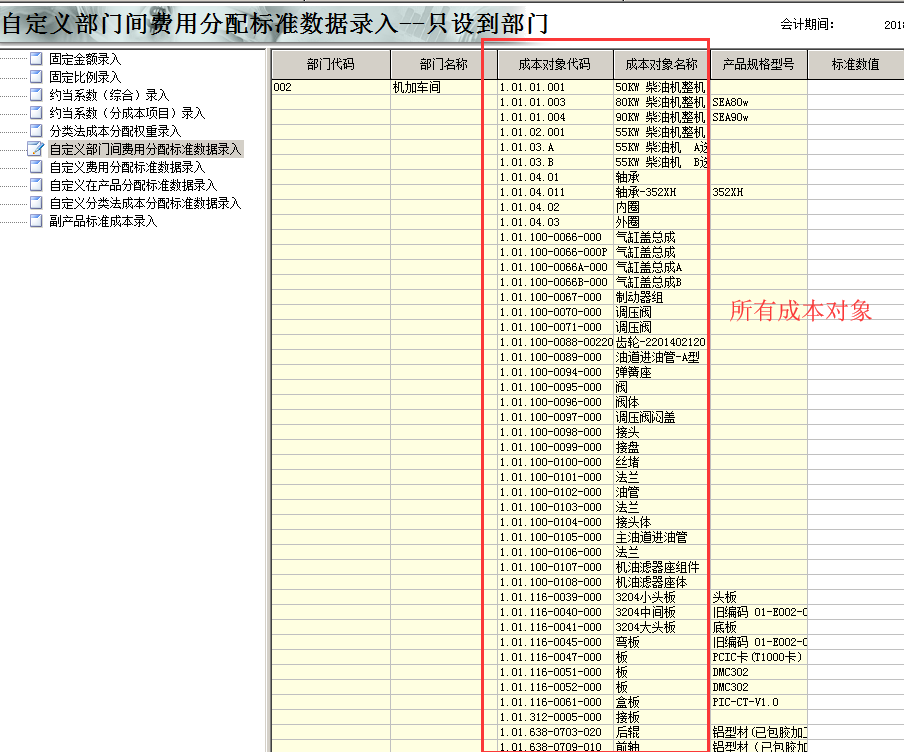 自定义部门间费用分配标准数据录入--只设到部门
会计期间: 2018
固定金额录入
固定比例录入
约当系数（综合）录入
约当系数（分成本项目）录入
分类法成本分配权重录入
自定义部门间费用分配标准数据录入
自定义费用分配标准数据录入
自定义在产品分配标准数据录入
自定义分类法成本分配标准数据录入
副产品标准成本录入
部门代码 部门名称 成本对象代码 成本对象名称 产品规格型号 标准数值
002 机加车间 1.01.01.001 50KW 柴油机整机
1.01.01.003 80KW 柴油机整机 SEA80w
1.01.01.004 90KW 柴油机整机 SEA90w
1.01.02.001 55KW 柴油机整机
1.01.03.A 55KW 柴油机 A送
1.01.03.B 55KW 柴油机 B送
1.01.04.01 轴承
1.01.04.011 轴承-352XH 352XH
1.01.04.02 内圈
1.01.04.03 外圈
1.01.100-0066-000 气缸盖总成
1.01.100-0066-000P 气缸盖总成
1.01.100-0066A-000 气缸盖总成A
1.01.100-0066B-000 气缸盖总成B
1.01.100-0067-000 制动器组
1.01.100-0070-000 调压阀
1.01.100-0071-000 调压阀
1.01.100-0088-00220 齿轮-2201402120
1.01.100-0089-000 油道进油管-A型
1.01.100-0094-000 弹簧座
1.01.100-0095-000 阀
1.01.100-0096-000 阀体
1.01.100-0097-000 调压阀闷盖
1.01.100-0098-000 接头
1.01.100-0099-000 接盘
1.01.100-0100-000 丝堵
1.01.100-0101-000 法兰
1.01.100-0102-000 油管
1.01.100-0103-000 法兰
1.01.100-0104-000 接头体
1.01.100-0105-000 主油道进油管
1.01.100-0106-000 法兰
1.01.100-0107-000 机油滤器座组件
1.01.100-0108-000 机油滤器座体
1.01.116-0039-000 3204小头板 头板
1.01.116-0040-000 3204中间板 旧编码 01-E002-0
1.01.116-0041-000 3204大头板 底板
1.01.116-0045-000 弯板 旧编码 01-E002-0
1.01.116-0047-000 板 PCIC卡(T1000卡)
1.01.116-0051-000 板 DMC302
1.01.116-0052-000 板 DMC302
1.01.116-0061-000 盒板 PIC-CT-V1.0
1.01.312-0005-000 接板
1.01.638-0703-020 后辊 铝型材(已包胶加工
1.01.638-0709-010 前轴 铝型材（已包胶加
所有成本对象